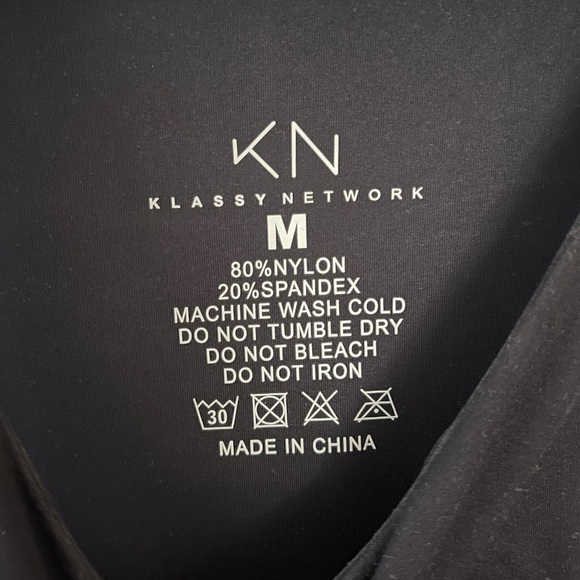 KN
KLASSY NETWORK
M
80%NYLON
20%SPANDEX
MACHINE WASH COLD
DO NOT TUMBLE DRY
DO NOT BLEACH
DO NOT IRON
30
MADE IN CHINA